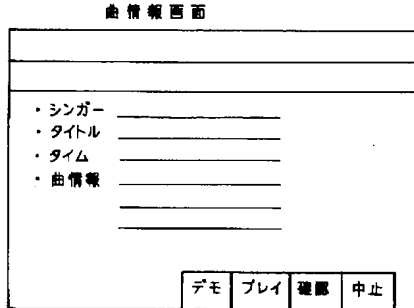 曲情報画面
・シンガー
・タイトル
・タイム
・曲情報
デモ プレイ 確認 中止